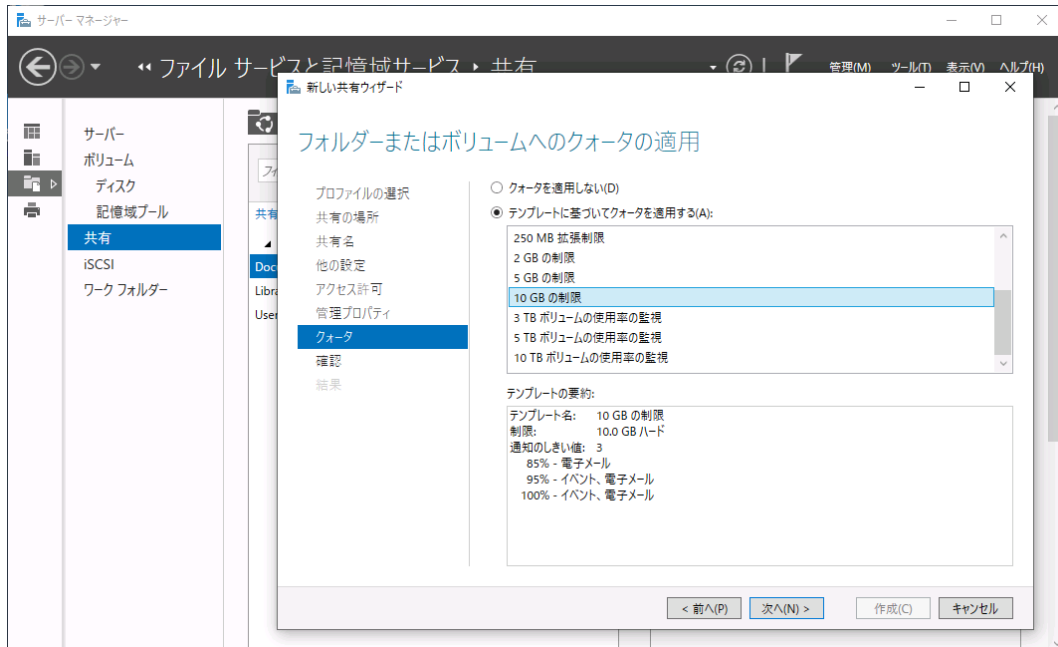 サーバー マネージャー
ファイル サービスと記憶域サービス ▸ 共有
管理(M) ツール(T) 表示(V) ヘルプ(H)
サーバー
ボリューム
ディスク
記憶域プール
共有
iSCSI
ワーク フォルダー
共有
新しい共有ウィザード
フォルダーまたはボリュームへのクォータの適用
プロファイルの選択
共有の場所
共有名
他の設定
アクセス許可
管理プロパティ
クォータ
確認
結果
クォータを適用しない(D)
テンプレートに基づいてクォータを適用する(A):
250 MB 拡張制限
2 GB の制限
5 GB の制限
10 GB の制限
3 TB ボリュームの使用率の監視
5 TB ボリュームの使用率の監視
10 TB ボリュームの使用率の監視
テンプレートの要約:
テンプレート名: 10 GB の制限
制限: 10.0 GB ハード
通知のしきい値: 3
85% - 電子メール
95% - イベント、電子メール
100% - イベント、電子メール
< 前へ(P) 次へ(N) > 作成(C) キャンセル